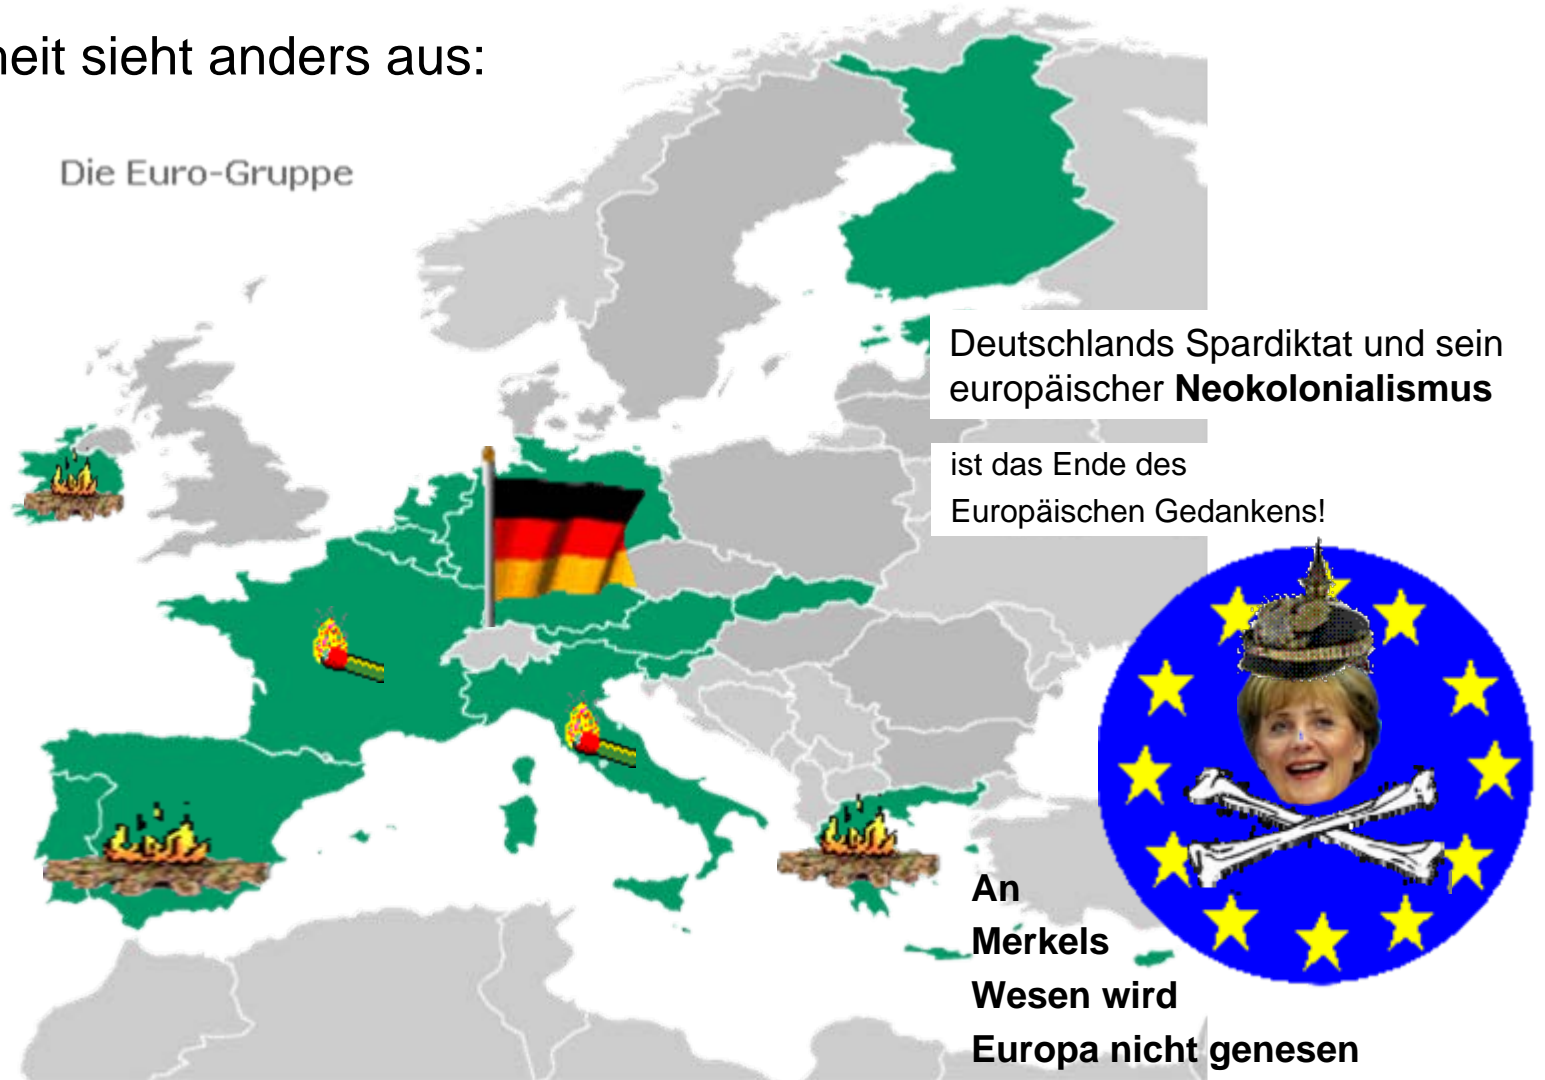 heit sieht anders aus:
Die Euro-Gruppe
Deutschlands Spardiktat und sein
europäischer Neokolonialismus
ist das Ende des
Europäischen Gedankens!
An
Merkels
Wesen wird
Europa nicht genesen